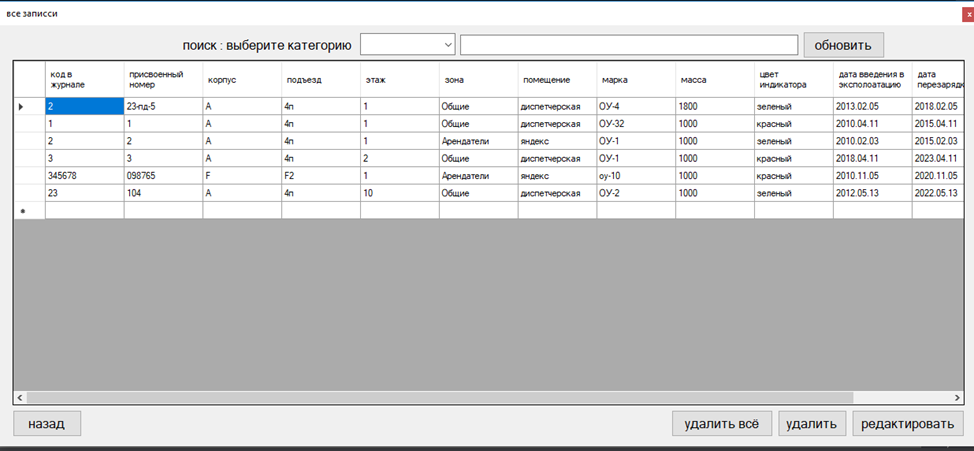 все записси
x
поиск : выберите категорию
обновить
код в журнале присвоенный номер корпус подъезд этаж зона помещение марка масса цвет индикатора дата введения в эксполоатацию дата перезарядк
2 23-пд-5 А 4п 1 Общие диспетчерская ОУ-4 1800 зеленый 2013.02.05 2018.02.05
1 1 А 4п 1 Общие диспетчерская ОУ-32 1000 красный 2010.04.11 2015.04.11
2 2 А 4п 1 Арендатели яндекс ОУ-1 1000 зеленый 2010.02.03 2015.02.03
3 3 А 4п 2 Общие диспетчерская ОУ-1 1000 красный 2018.04.11 2023.04.11
345678 098765 F F2 1 Арендатели яндекс оу-10 1000 красный 2010.11.05 2020.11.05
23 104 А 4п 10 Общие диспетчерская ОУ-2 1000 зеленый 2012.05.13 2022.05.13
назад
удалить всё
удалить
редактировать